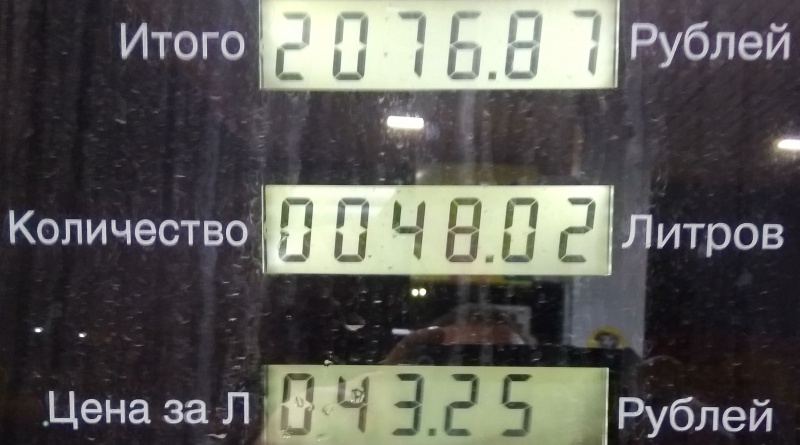 Итого 2076.87 Рублей
Количество 0048.02 Литров
Цена за Л 043.25 Рублей